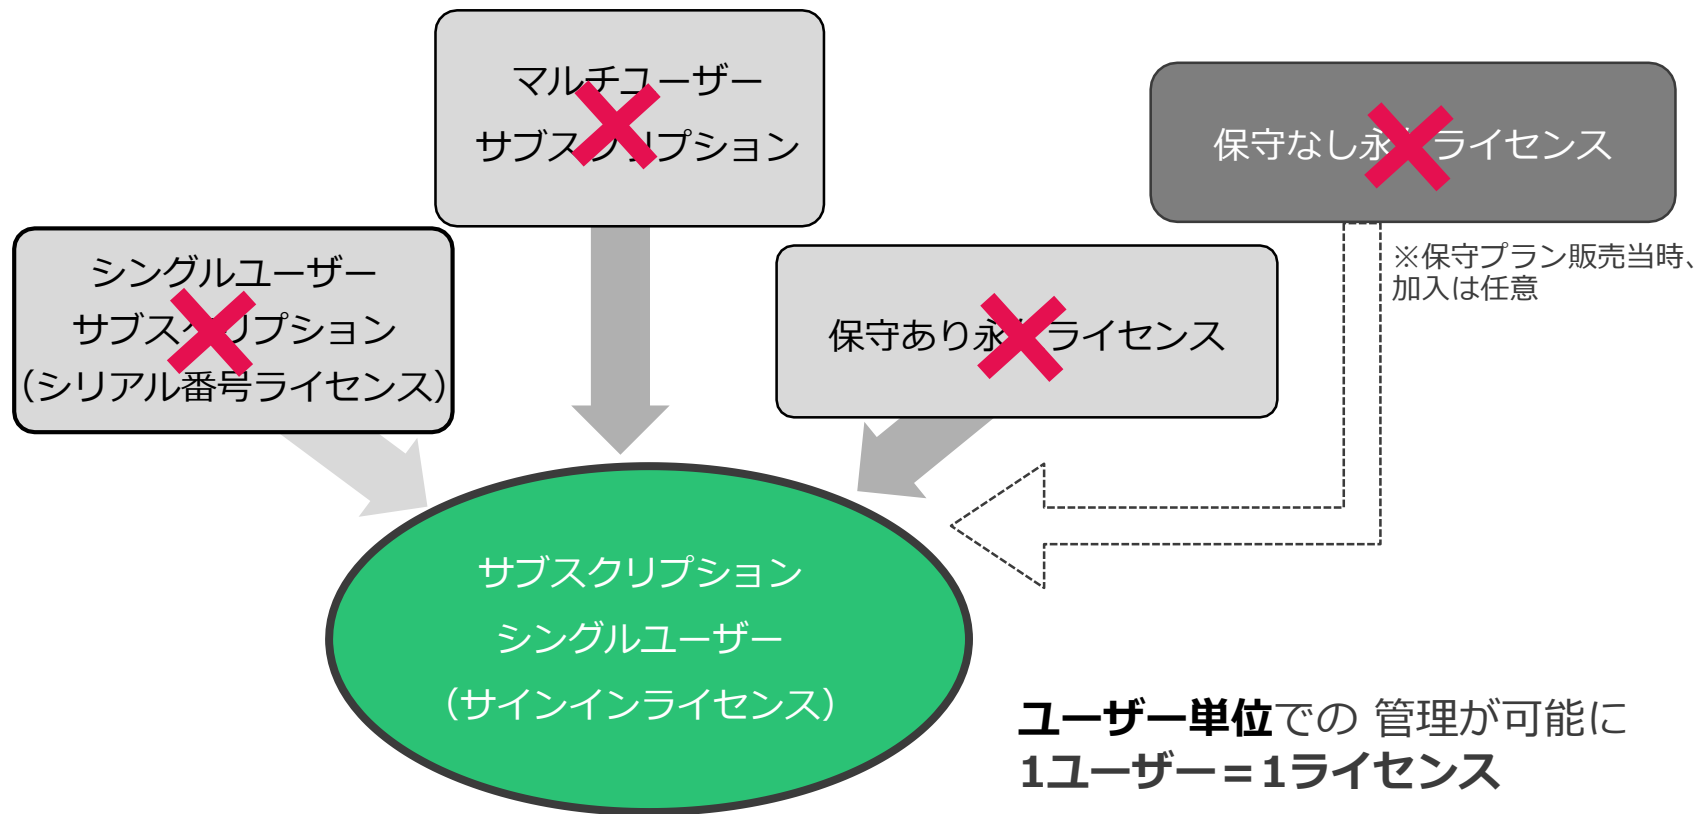 マルチユーザー
サブスクリプション
保守なし永久ライセンス
※保守プラン販売当時、
加入は任意
シングルユーザー
サブスクリプション
（シリアル番号ライセンス）
保守あり永久ライセンス
サブスクリプション
シングルユーザー
（サインインライセンス）
ユーザー単位での 管理が可能に
1ユーザー＝1ライセンス